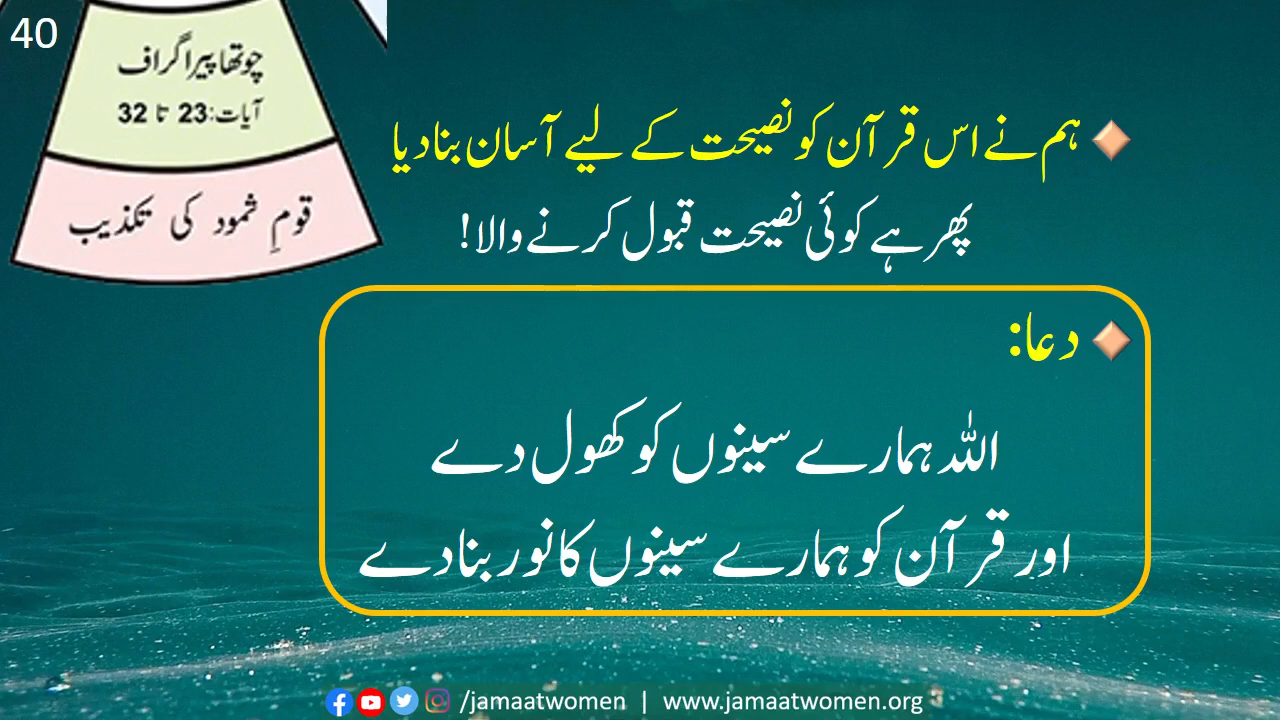 40
چوتھا پیراگراف
آیات: 23 تا 32
قومِ ثمود کی تکذیب
ہم نے اس قرآن کو نصیحت کے لیے آسان بنا دیا
پھر ہے کوئی نصیحت قبول کرنے والا!
دعا:
اللہ ہمارے سینوں کو کھول دے
اور قرآن کو ہمارے سینوں کا نور بنا دے
/jamaatwomen | www.jamaatwomen.org